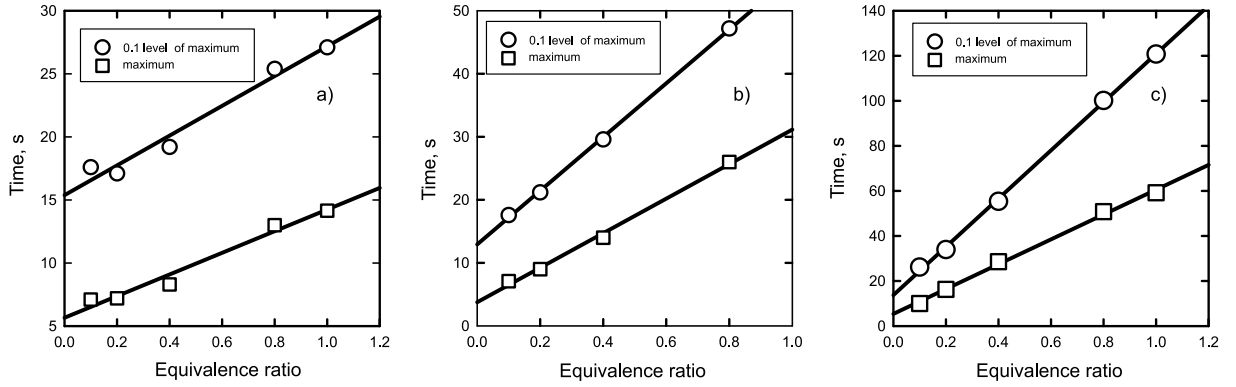 30
25
20
15
10
5
Time, s
0.1 level of maximum
maximum
a)
0.0 0.2 0.4 0.6 0.8 1.0 1.2
Equivalence ratio
50
40
30
20
10
0
Time, s
0.1 level of maximum
maximum
b)
0.0 0.2 0.4 0.6 0.8 1.0
Equivalence ratio
140
120
100
80
60
40
20
0
Time, s
0.1 level of maximum
maximum
c)
0.0 0.2 0.4 0.6 0.8 1.0 1.2
Equivalence ratio